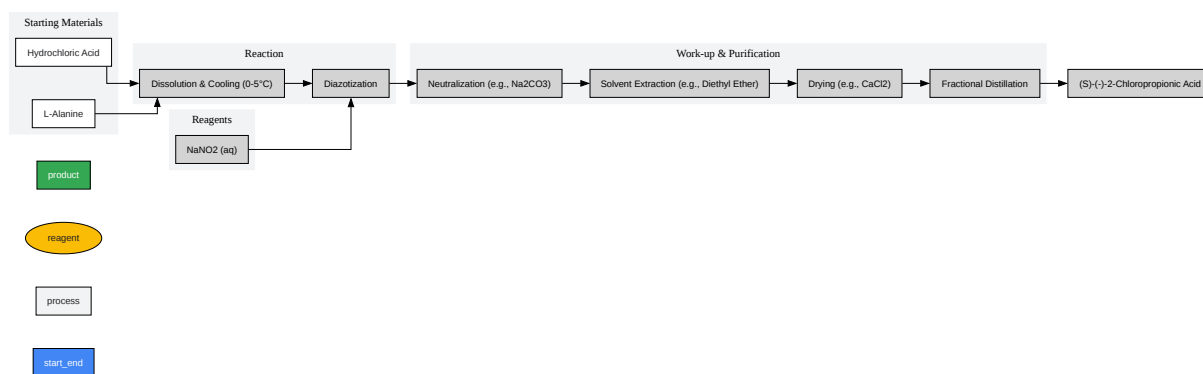 Starting Materials
Hydrochloric Acid
L-Alanine
Reaction
Dissolution & Cooling (0-5°C)
Diazotization
Reagents
NaNO2 (aq)
Work-up & Purification
Neutralization (e.g., Na2CO3)
Solvent Extraction (e.g., Diethyl Ether)
Drying (e.g., CaCl2)
Fractional Distillation
(S)-(-)-2-Chloropropionic Acid
product
reagent
process
start_end